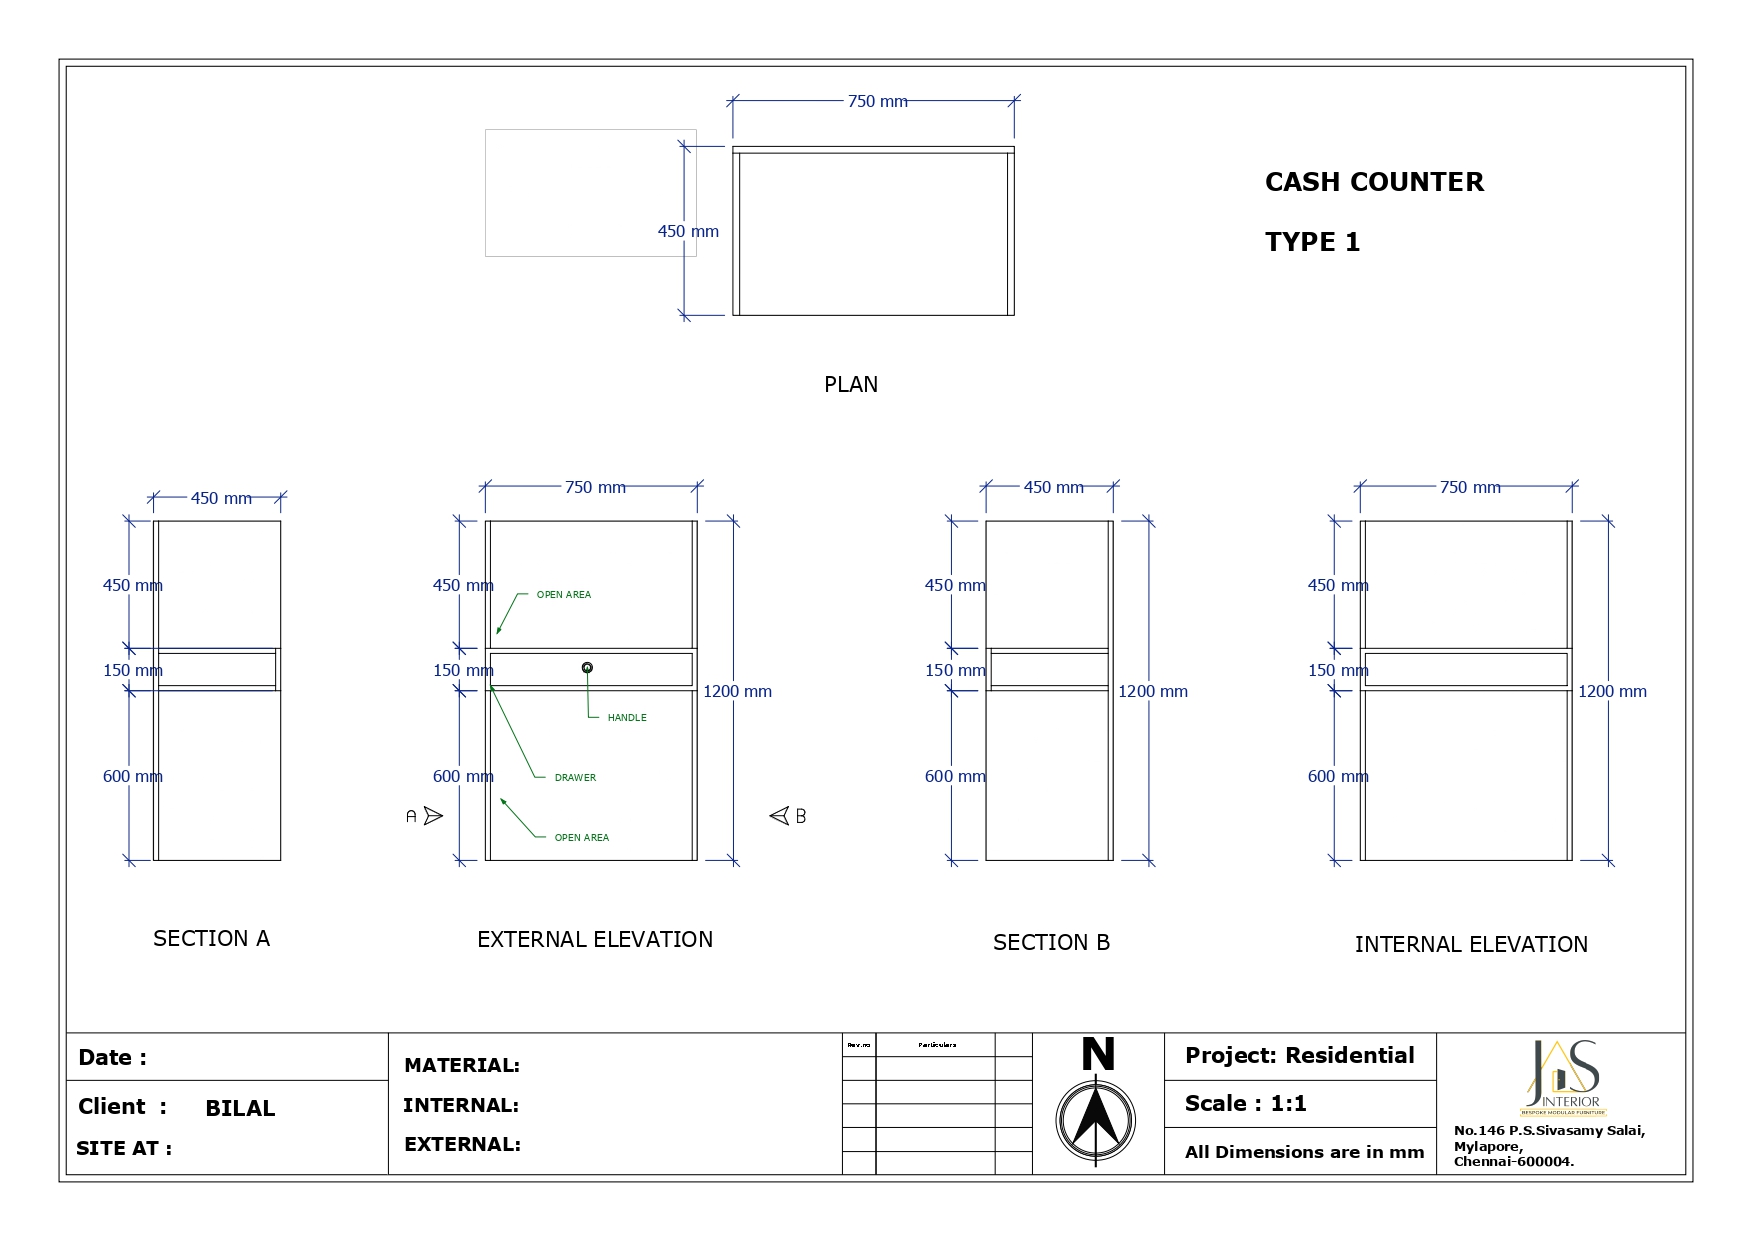 750 mm
450 mm
CASH COUNTER
TYPE 1
PLAN
450 mm
450 mm
150 mm
600 mm
SECTION A
750 mm
450 mm
150 mm
600 mm
1200 mm
OPEN AREA
HANDLE
DRAWER
OPEN AREA
A
B
EXTERNAL ELEVATION
450 mm
450 mm
150 mm
600 mm
1200 mm
SECTION B
750 mm
450 mm
150 mm
600 mm
1200 mm
INTERNAL ELEVATION
Date :
Client : BILAL
SITE AT :
MATERIAL:
INTERNAL:
EXTERNAL:
Rev.no Particulars
N
Project: Residential
Scale : 1:1
All Dimensions are in mm
JS
INTERIOR
BESPOKE MODULAR FURNITURE
No.146 P.S.Sivasamy Salai,
Mylapore,
Chennai-600004.